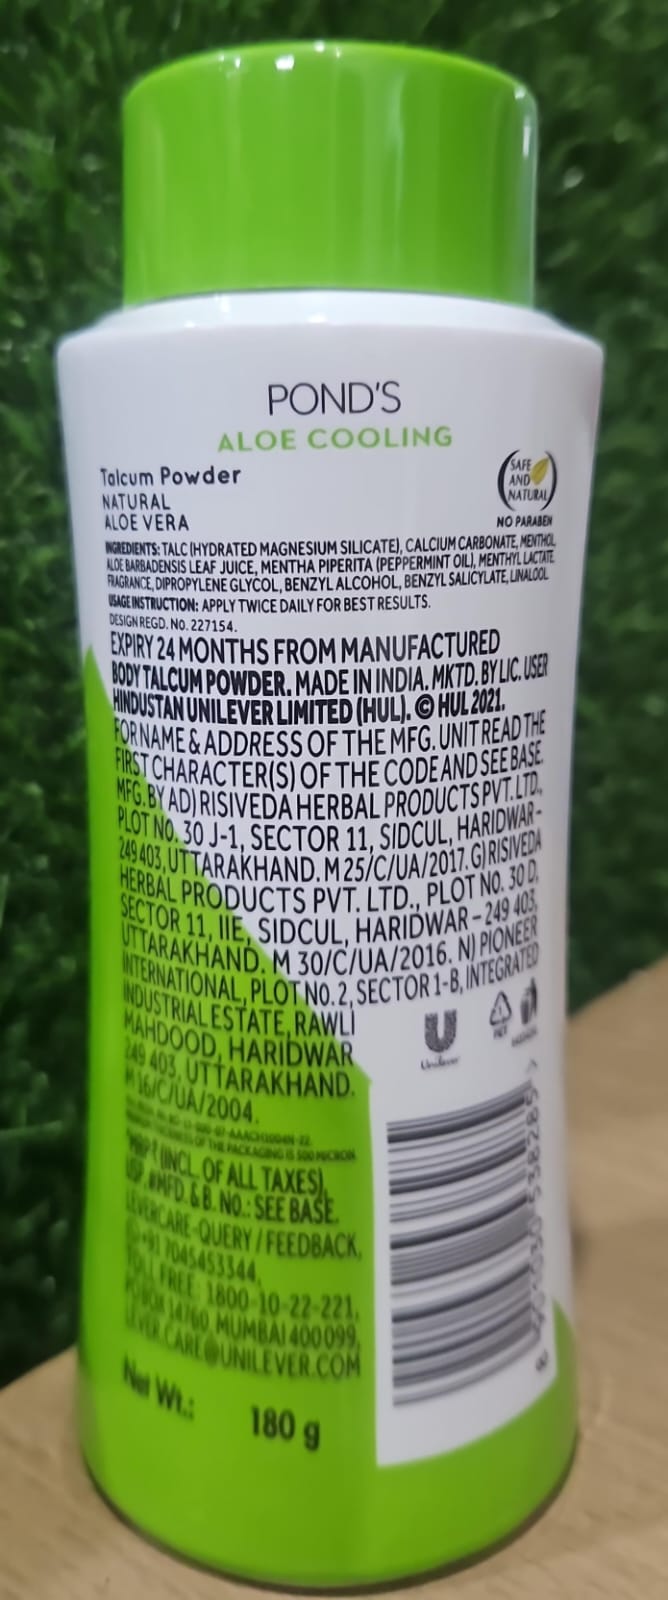 POND'S
ALOE COOLING
Talcum Powder
NATURAL
ALOE VERA
SAFE
AND
NATURAL
NO PARABEN
INGREDIENTS: TALC (HYDRATED MAGNESIUM SILICATE), CALCIUM CARBONATE, MENTHOL,
ALOE BARBADENSIS LEAF JUICE, MENTHA PIPERITA (PEPPERMINT OIL), MENTHYL LACTATE,
FRAGRANCE, DIPROPYLENE GLYCOL, BENZYL ALCOHOL, BENZYL SALICYLATE, LINALOOL
USAGE INSTRUCTION: APPLY TWICE DAILY FOR BEST RESULTS.
DESIGN REGD. No. 227154.
EXPIRY 24 MONTHS FROM MANUFACTURED
BODY TALCUM POWDER. MADE IN INDIA. MKTD. BY LIC. USER
HINDUSTAN UNILEVER LIMITED (HUL). © HUL 2021.
FOR NAME & ADDRESS OF THE MFG. UNIT READ THE
FIRST CHARACTER(S) OF THE CODE AND SEE BASE.
MFG. BY AD) RISIVEDA HERBAL PRODUCTS PVT. LTD.,
PLOT NO. 30 J-1, SECTOR 11, SIDCUL, HARIDWAR-
249 403, UTTARAKHAND. M 25/C/UA/2017. G) RISIVEDA
HERBAL PRODUCTS PVT. LTD., PLOT NO. 30 D,
SECTOR 11, IIE, SIDCUL, HARIDWAR – 249 403,
UTTARAKHAND. M 30/C/UA/2016. N) PIONEER
INTERNATIONAL, PLOT NO. 2, SECTOR 1-B, INTEGRATED
INDUSTRIAL ESTATE, RAWLI
MAHDOOD, HARIDWAR
249 403, UTTARAKHAND.
M 16/C/UA/2004.
Unilever
OF THE PACKAGING IS 500 MICRON
(INCL. OF ALL TAXES),
USP, MFD. & B. NO.: SEE BASE.
LEVERCARE-QUERY / FEEDBACK,
+91 7045453344,
TOLL FREE: 1800-10-22-221,
PO BOX 14760, MUMBAI 400 099,
LEVER.CARE@UNILEVER.COM
Net Wt.: 180 g